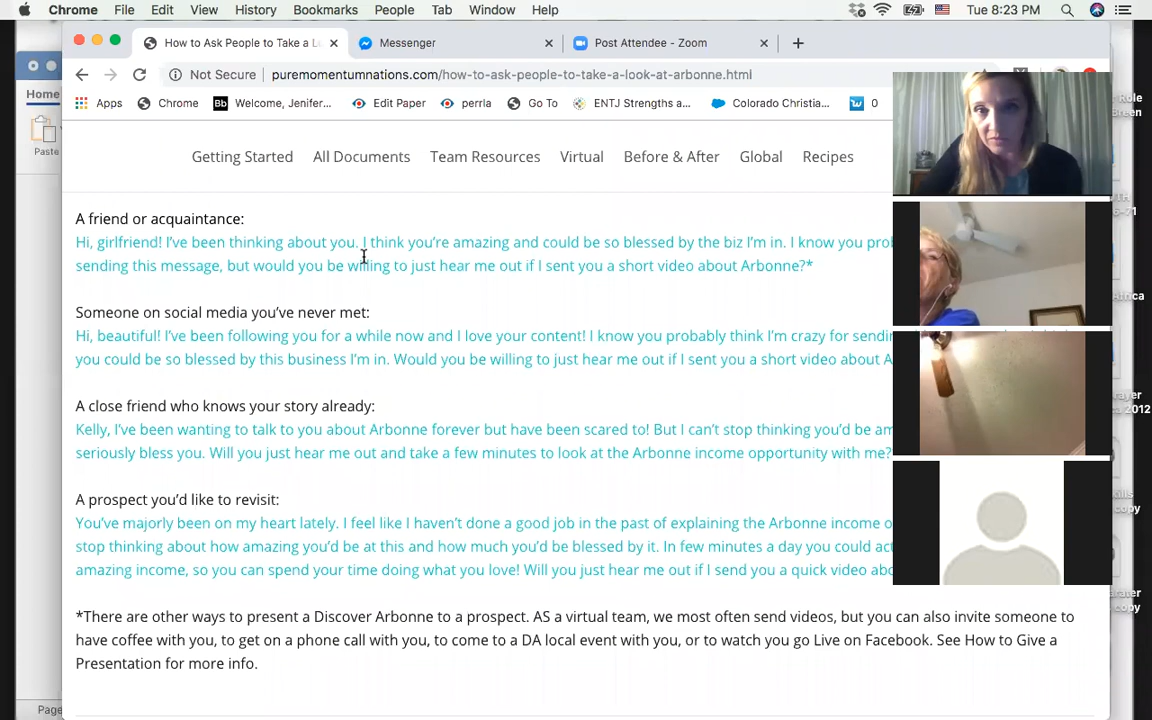 Chrome File Edit View History Bookmarks People Tab Window Help Tue 8:23 PM
How to Ask People to Take a L Messenger Post Attendee - Zoom
Not Secure puremomentumnations.com/how-to-ask-people-to-take-a-look-at-arbonne.html
Apps Chrome Bb Welcome, Jenifer... Edit Paper perrla Go To ENTJ Strengths a... Colorado Christia... W 0
Home
Paste
Getting Started All Documents Team Resources Virtual Before & After Global Recipes
A friend or acquaintance:
Hi, girlfriend! I've been thinking about you. I think you're amazing and could be so blessed by the biz I'm in. I know you prob
sending this message, but would you be willing to just hear me out if I sent you a short video about Arbonne?*
Someone on social media you've never met:
Hi, beautiful! I've been following you for a while now and I love your content! I know you probably think I'm crazy for sendin
you could be so blessed by this business I'm in. Would you be willing to just hear me out if I sent you a short video about A
A close friend who knows your story already:
Kelly, I've been wanting to talk to you about Arbonne forever but have been scared to! But I can't stop thinking you'd be am
seriously bless you. Will you just hear me out and take a few minutes to look at the Arbonne income opportunity with me?
A prospect you'd like to revisit:
You've majorly been on my heart lately. I feel like I haven't done a good job in the past of explaining the Arbonne income o
stop thinking about how amazing you'd be at this and how much you'd be blessed by it. In few minutes a day you could act
amazing income, so you can spend your time doing what you love! Will you just hear me out if I send you a quick video abo
*There are other ways to present a Discover Arbonne to a prospect. AS a virtual team, we most often send videos, but you can also invite someone to
have coffee with you, to get on a phone call with you, to come to a DA local event with you, or to watch you go Live on Facebook. See How to Give a
Presentation for more info.
Page
Role
6-71
2012
copy
copy